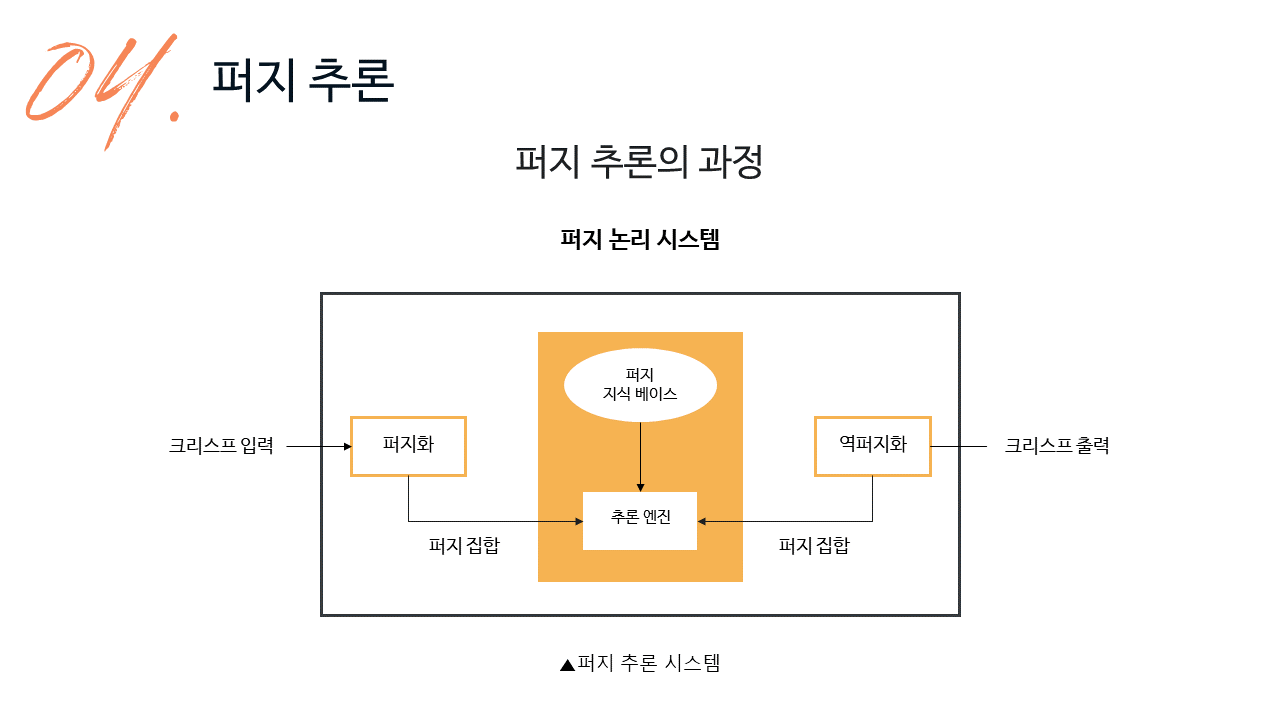 04. 퍼지 추론
퍼지 추론의 과정
퍼지 논리 시스템
퍼지
지식 베이스
크리스프 입력
퍼지화
역퍼지화
크리스프 출력
추론 엔진
퍼지 집합
퍼지 집합
▲퍼지 추론 시스템